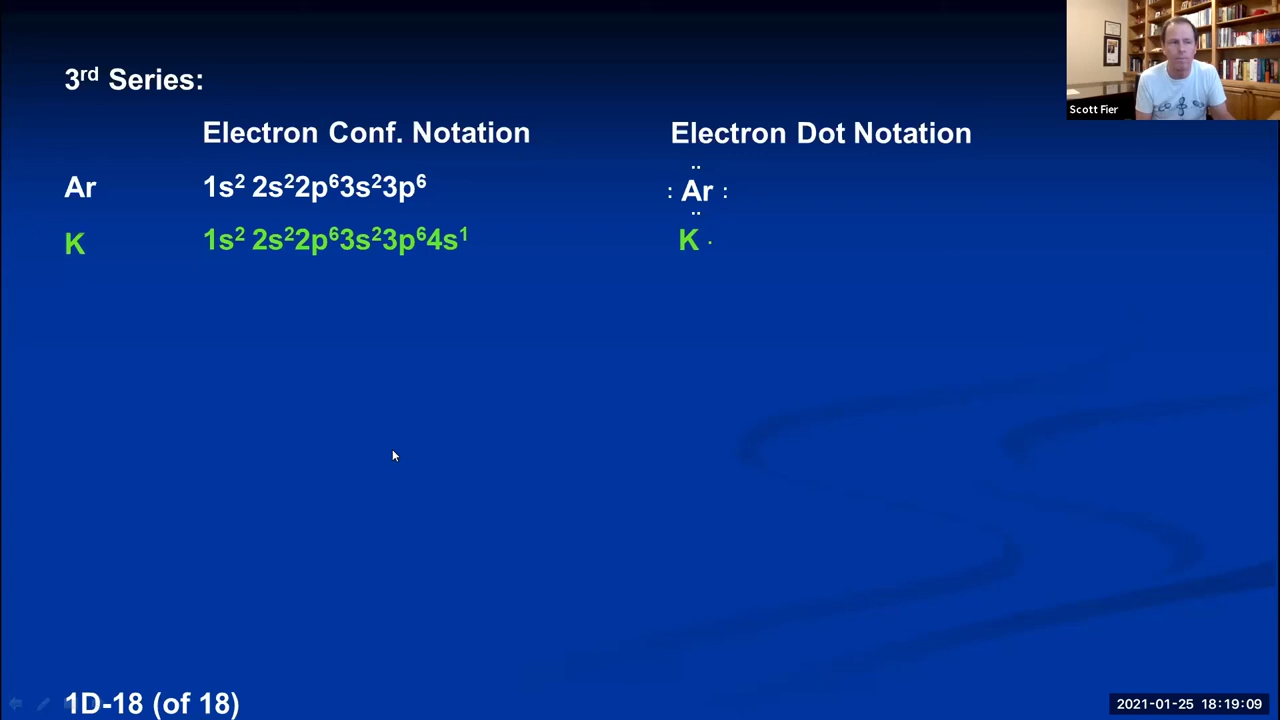 Scott Fier
3rd Series:
Electron Conf. Notation Electron Dot Notation
Ar 1s² 2s²2p⁶3s²3p⁶ : Ar :
K 1s² 2s²2p⁶3s²3p⁶4s¹ K ·
1D-18 (of 18)
2021-01-25 18:19:09